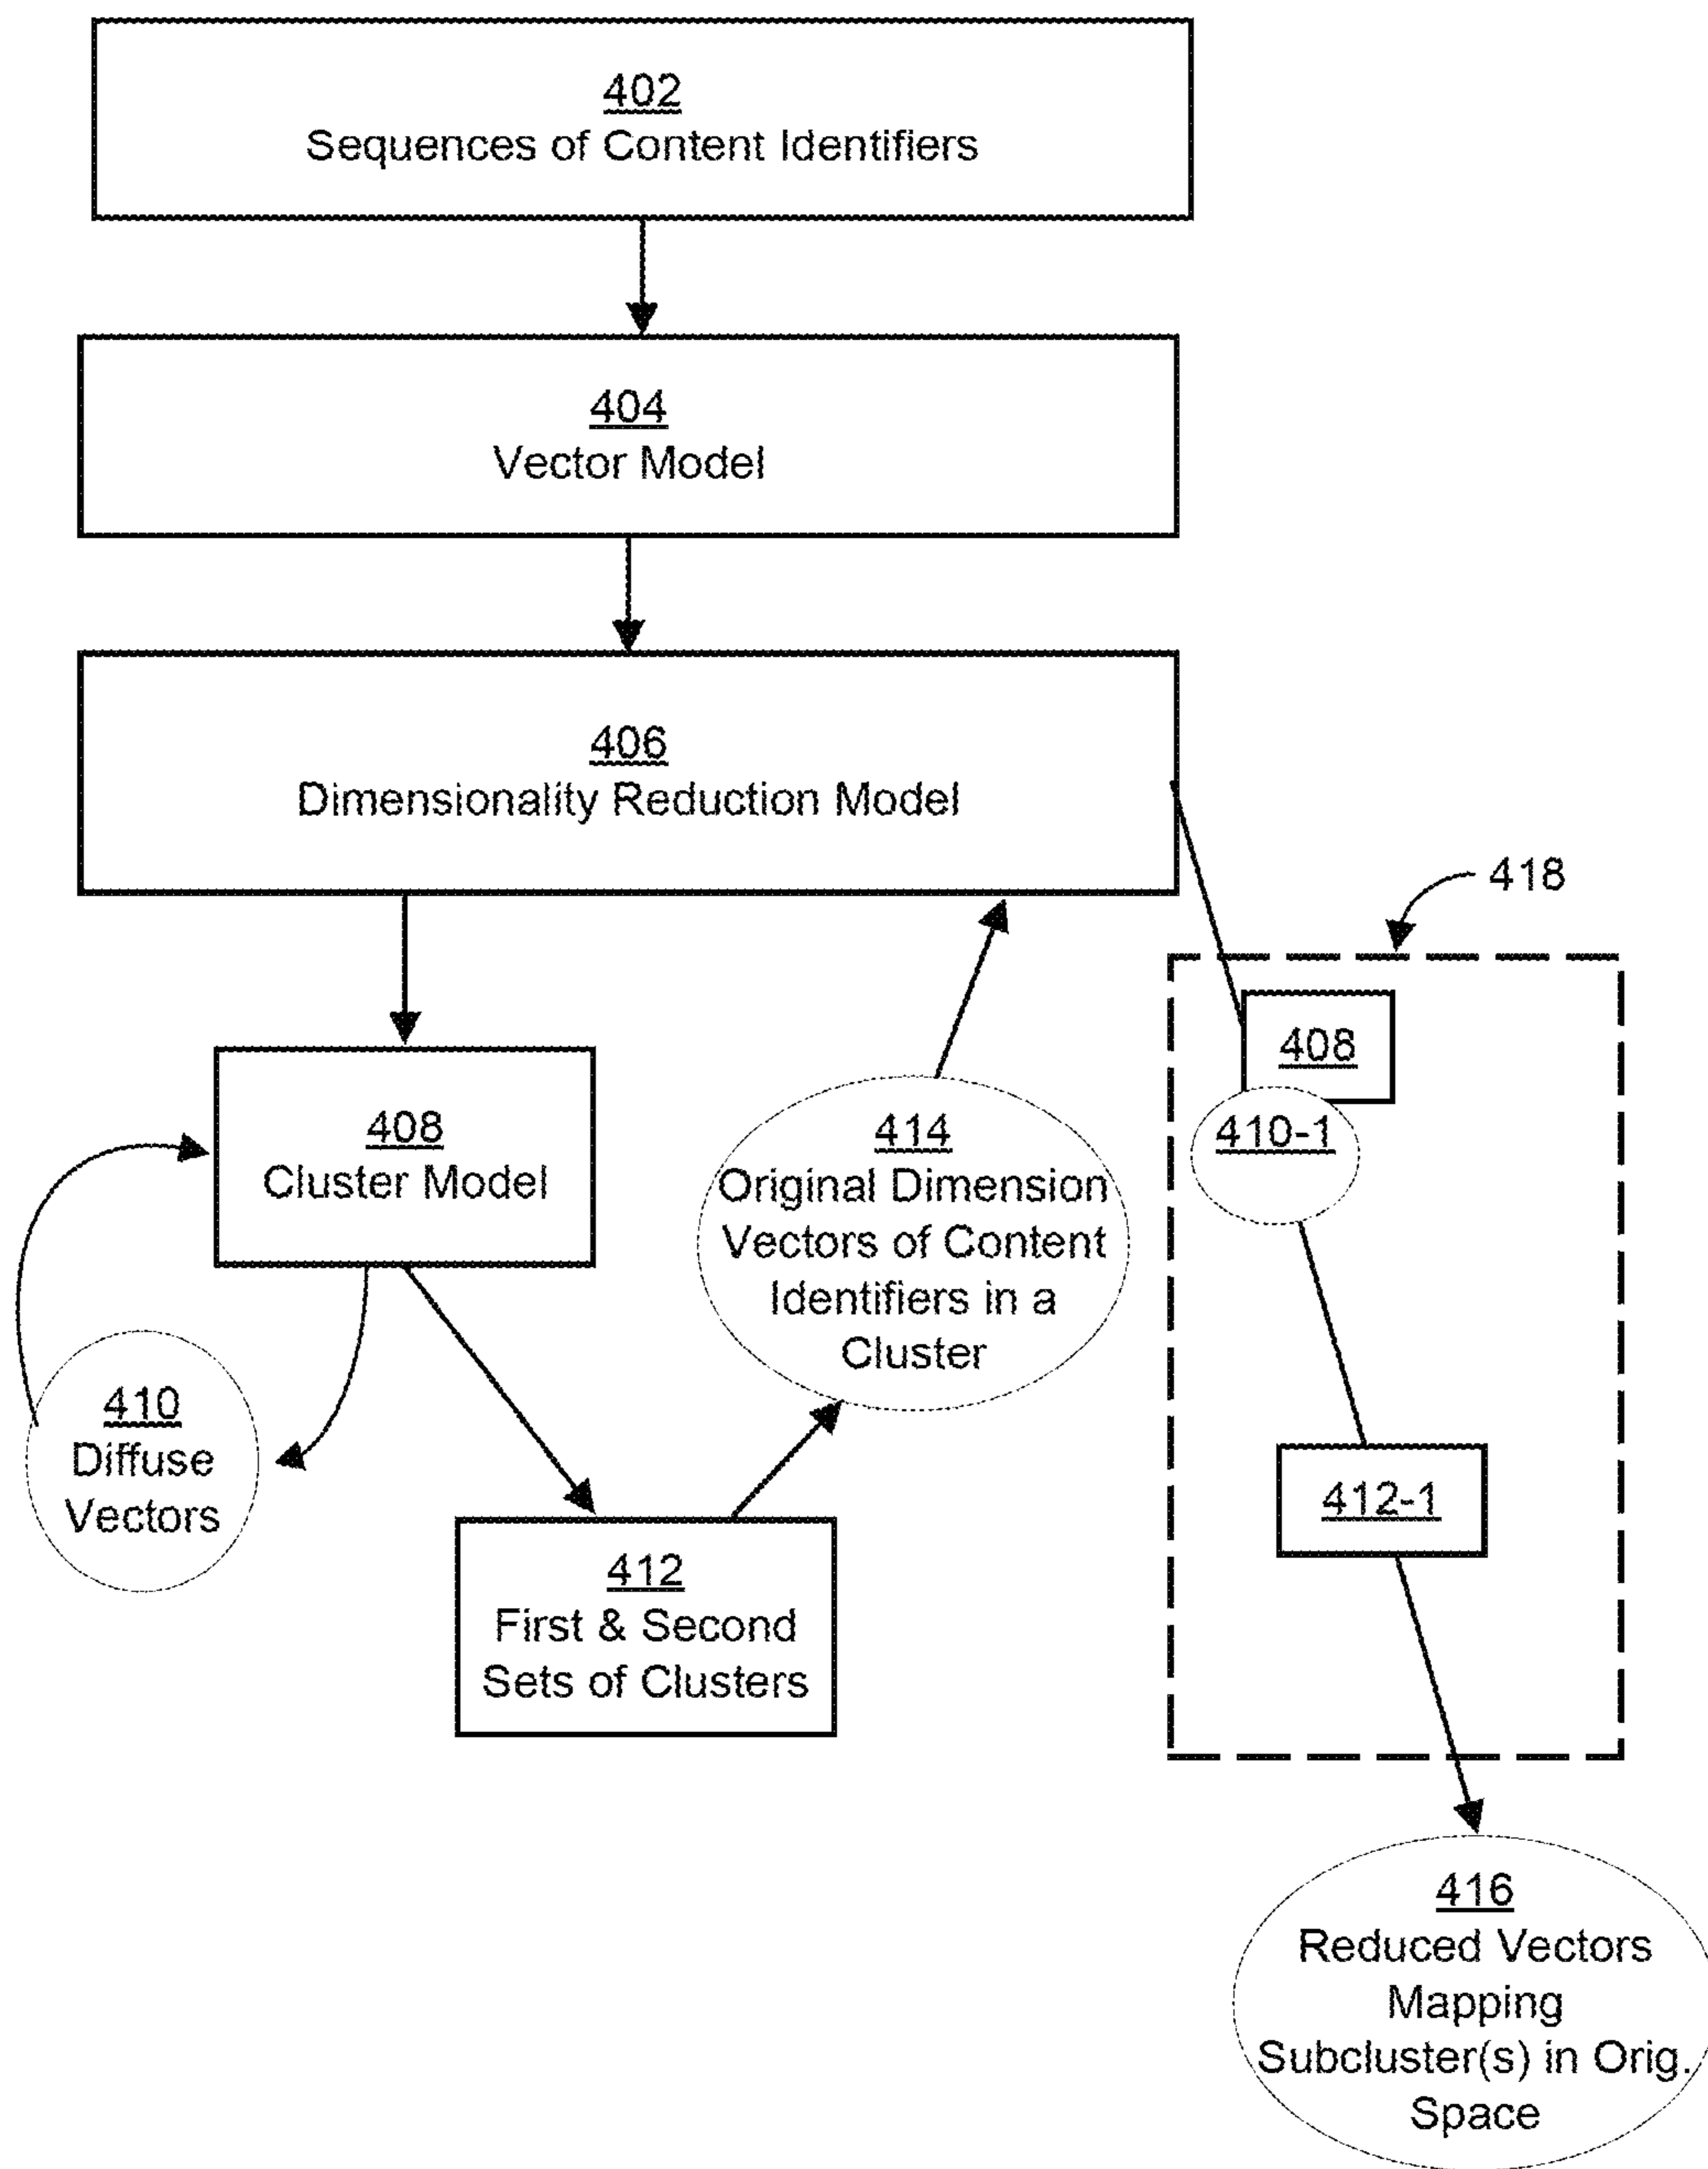 402
Sequences of Content Identifiers
404
Vector Model
406
Dimensionality Reduction Model
418
408
Cluster Model
414
Original Dimension
Vectors of Content
Identifiers in a
Cluster
408
410-1
410
Diffuse
Vectors
412
First & Second
Sets of Clusters
412-1
416
Reduced Vectors
Mapping
Subcluster(s) in Orig.
Space